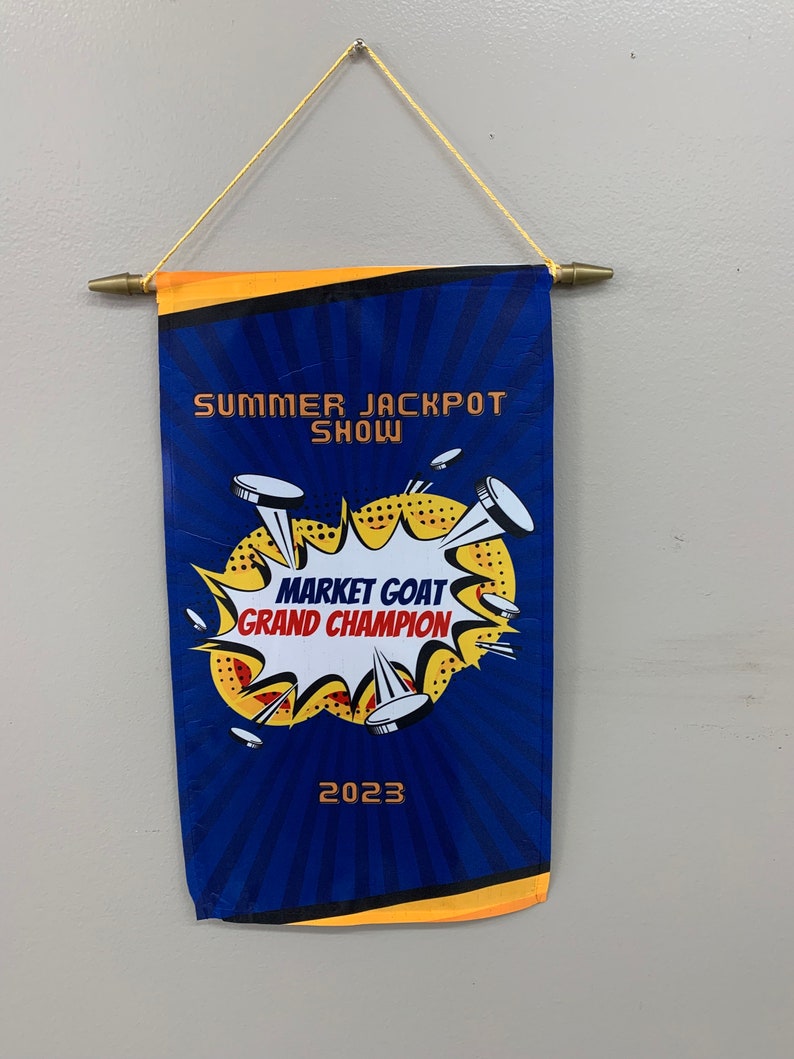 SUMMER JACKPOT
SHOW
MARKET GOAT
GRAND CHAMPION
2023